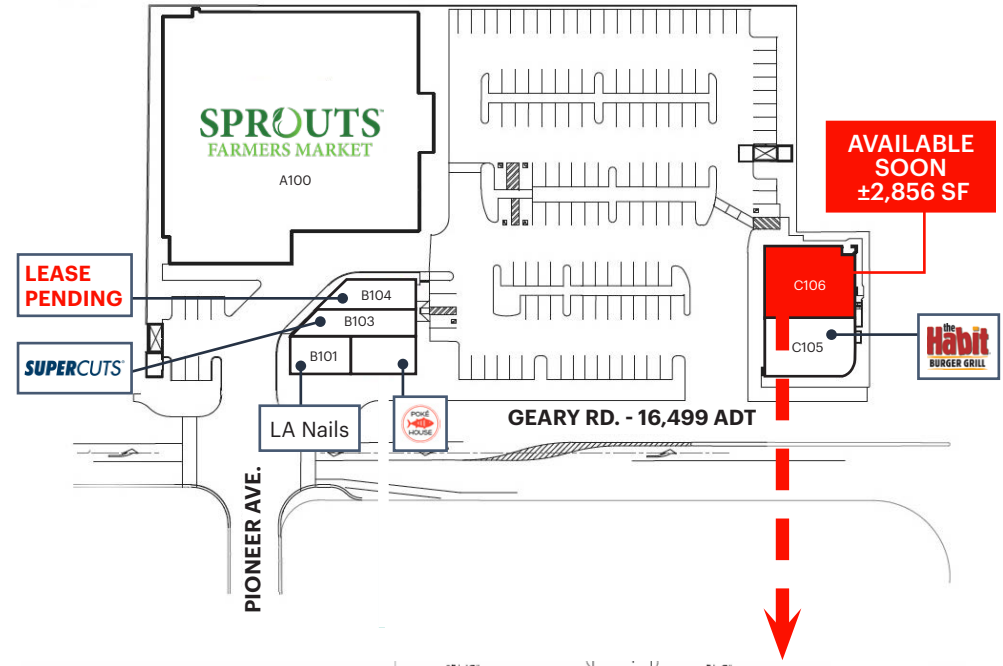 SPROUTS
FARMERS MARKET
A100
AVAILABLE
SOON
±2,856 SF
LEASE
PENDING
B104
C106
B103
SUPERCUTS
B101
C105
the
Habit
BURGER GRILL
LA Nails
POKÉ
HOUSE
GEARY RD. - 16,499 ADT
PIONEER AVE.